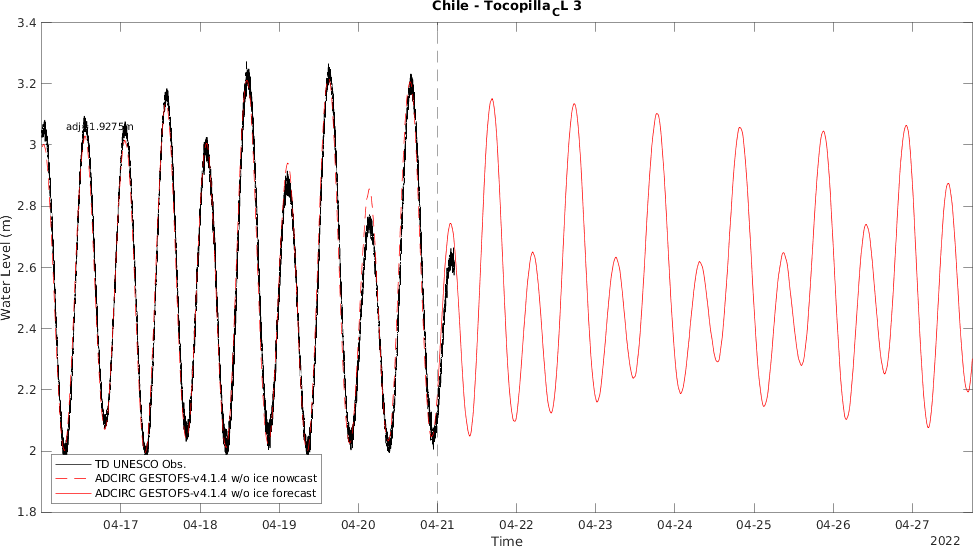 Chile - Tocopilla_CL 3
3.4
3.2
3
2.8
2.6
2.4
2.2
2
1.8
Water Level (m)
adj=1.9275m
TD UNESCO Obs.
ADCIRC GESTOFS-v4.1.4 w/o ice nowcast
ADCIRC GESTOFS-v4.1.4 w/o ice forecast
04-17 04-18 04-19 04-20 04-21 04-22 04-23 04-24 04-25 04-26 04-27
Time
2022